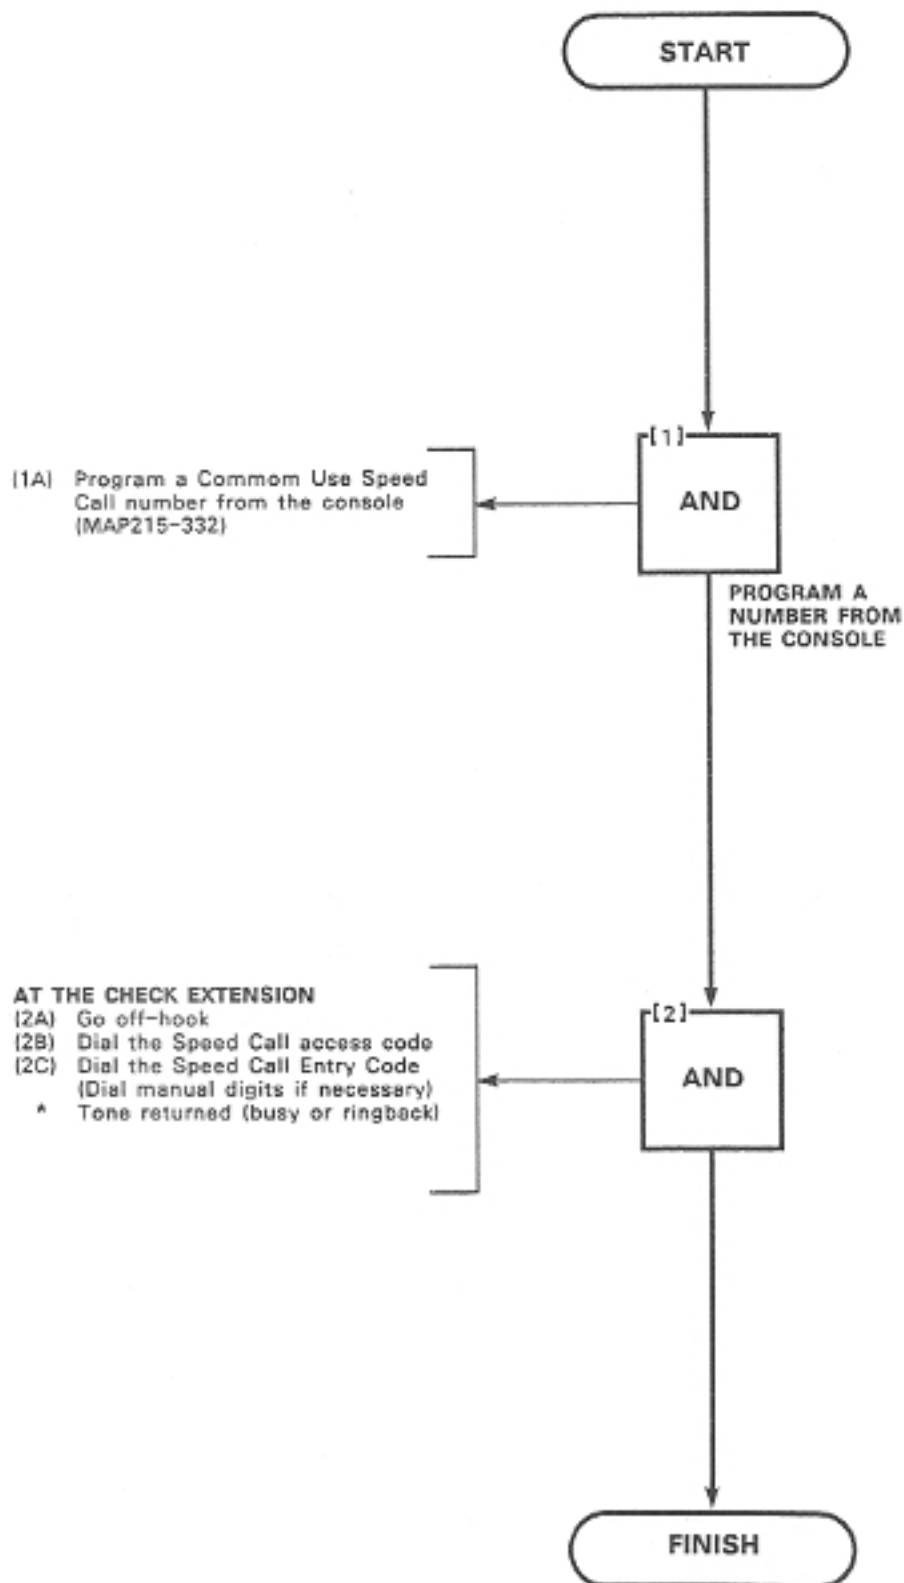 START
[1]
(1A) Program a Commom Use Speed
Call number from the console
(MAP215-332)
AND
PROGRAM A
NUMBER FROM
THE CONSOLE
AT THE CHECK EXTENSION
(2A) Go off-hook
(2B) Dial the Speed Call access code
(2C) Dial the Speed Call Entry Code
(Dial manual digits if necessary)
* Tone returned (busy or ringback)
[2]
AND
FINISH